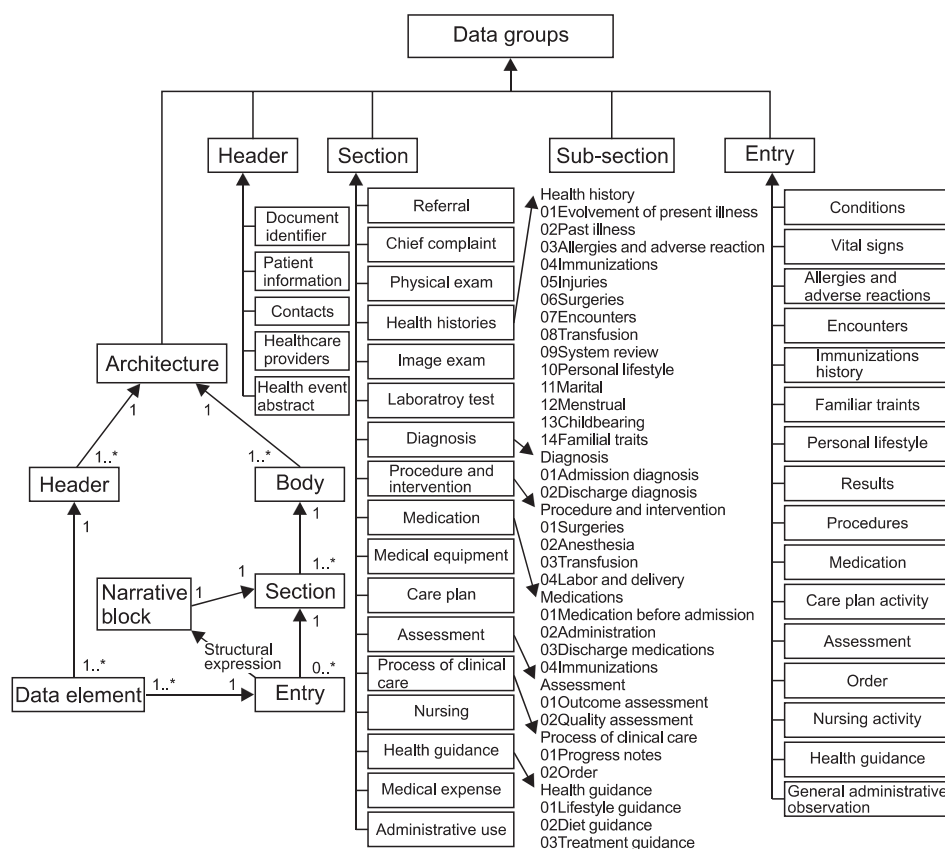 Data groups
Header
Section
Sub-section
Entry
Document
identifier
Patient
information
Contacts
Healthcare
providers
Health event
abstract
Architecture
1
1
1..*
1..*
Header
Body
1
1
1..*
Narrative
block
1
Section
1
Structural
expression
1..*
0..*
Data element
1..*
1
Entry
Referral
Chief complaint
Physical exam
Health histories
Image exam
Laboratroy test
Diagnosis
Procedure and
intervention
Medication
Medical equipment
Care plan
Assessment
Process of clinical
care
Nursing
Health guidance
Medical expense
Administrative use
Health history
01Evolvement of present illness
02Past illness
03Allergies and adverse reaction
04Immunizations
05Injuries
06Surgeries
07Encounters
08Transfusion
09System review
10Personal lifestyle
11Marital
12Menstrual
13Childbearing
14Familial traits
Diagnosis
01Admission diagnosis
02Discharge diagnosis
Procedure and intervention
01Surgeries
02Anesthesia
03Transfusion
04Labor and delivery
Medications
01Medication before admission
02Administration
03Discharge medications
04Immunizations
Assessment
01Outcome assessment
02Quality assessment
Process of clinical care
01Progress notes
02Order
Health guidance
01Lifestyle guidance
02Diet guidance
03Treatment guidance
Conditions
Vital signs
Allergies and
adverse reactions
Encounters
Immunizations
history
Familiar traints
Personal lifestyle
Results
Procedures
Medication
Care plan activity
Assessment
Order
Nursing activity
Health guidance
General administrative
observation